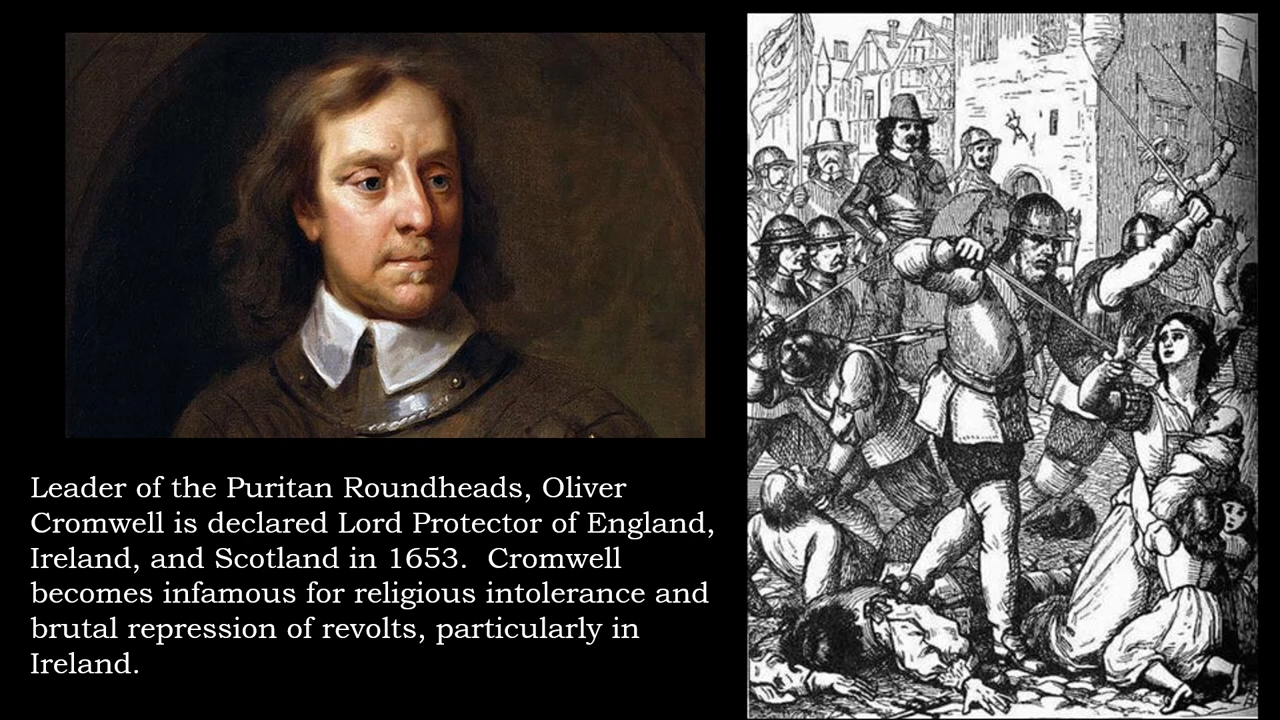 Leader of the Puritan Roundheads, Oliver
Cromwell is declared Lord Protector of England,
Ireland, and Scotland in 1653.  Cromwell
becomes infamous for religious intolerance and
brutal repression of revolts, particularly in
Ireland.